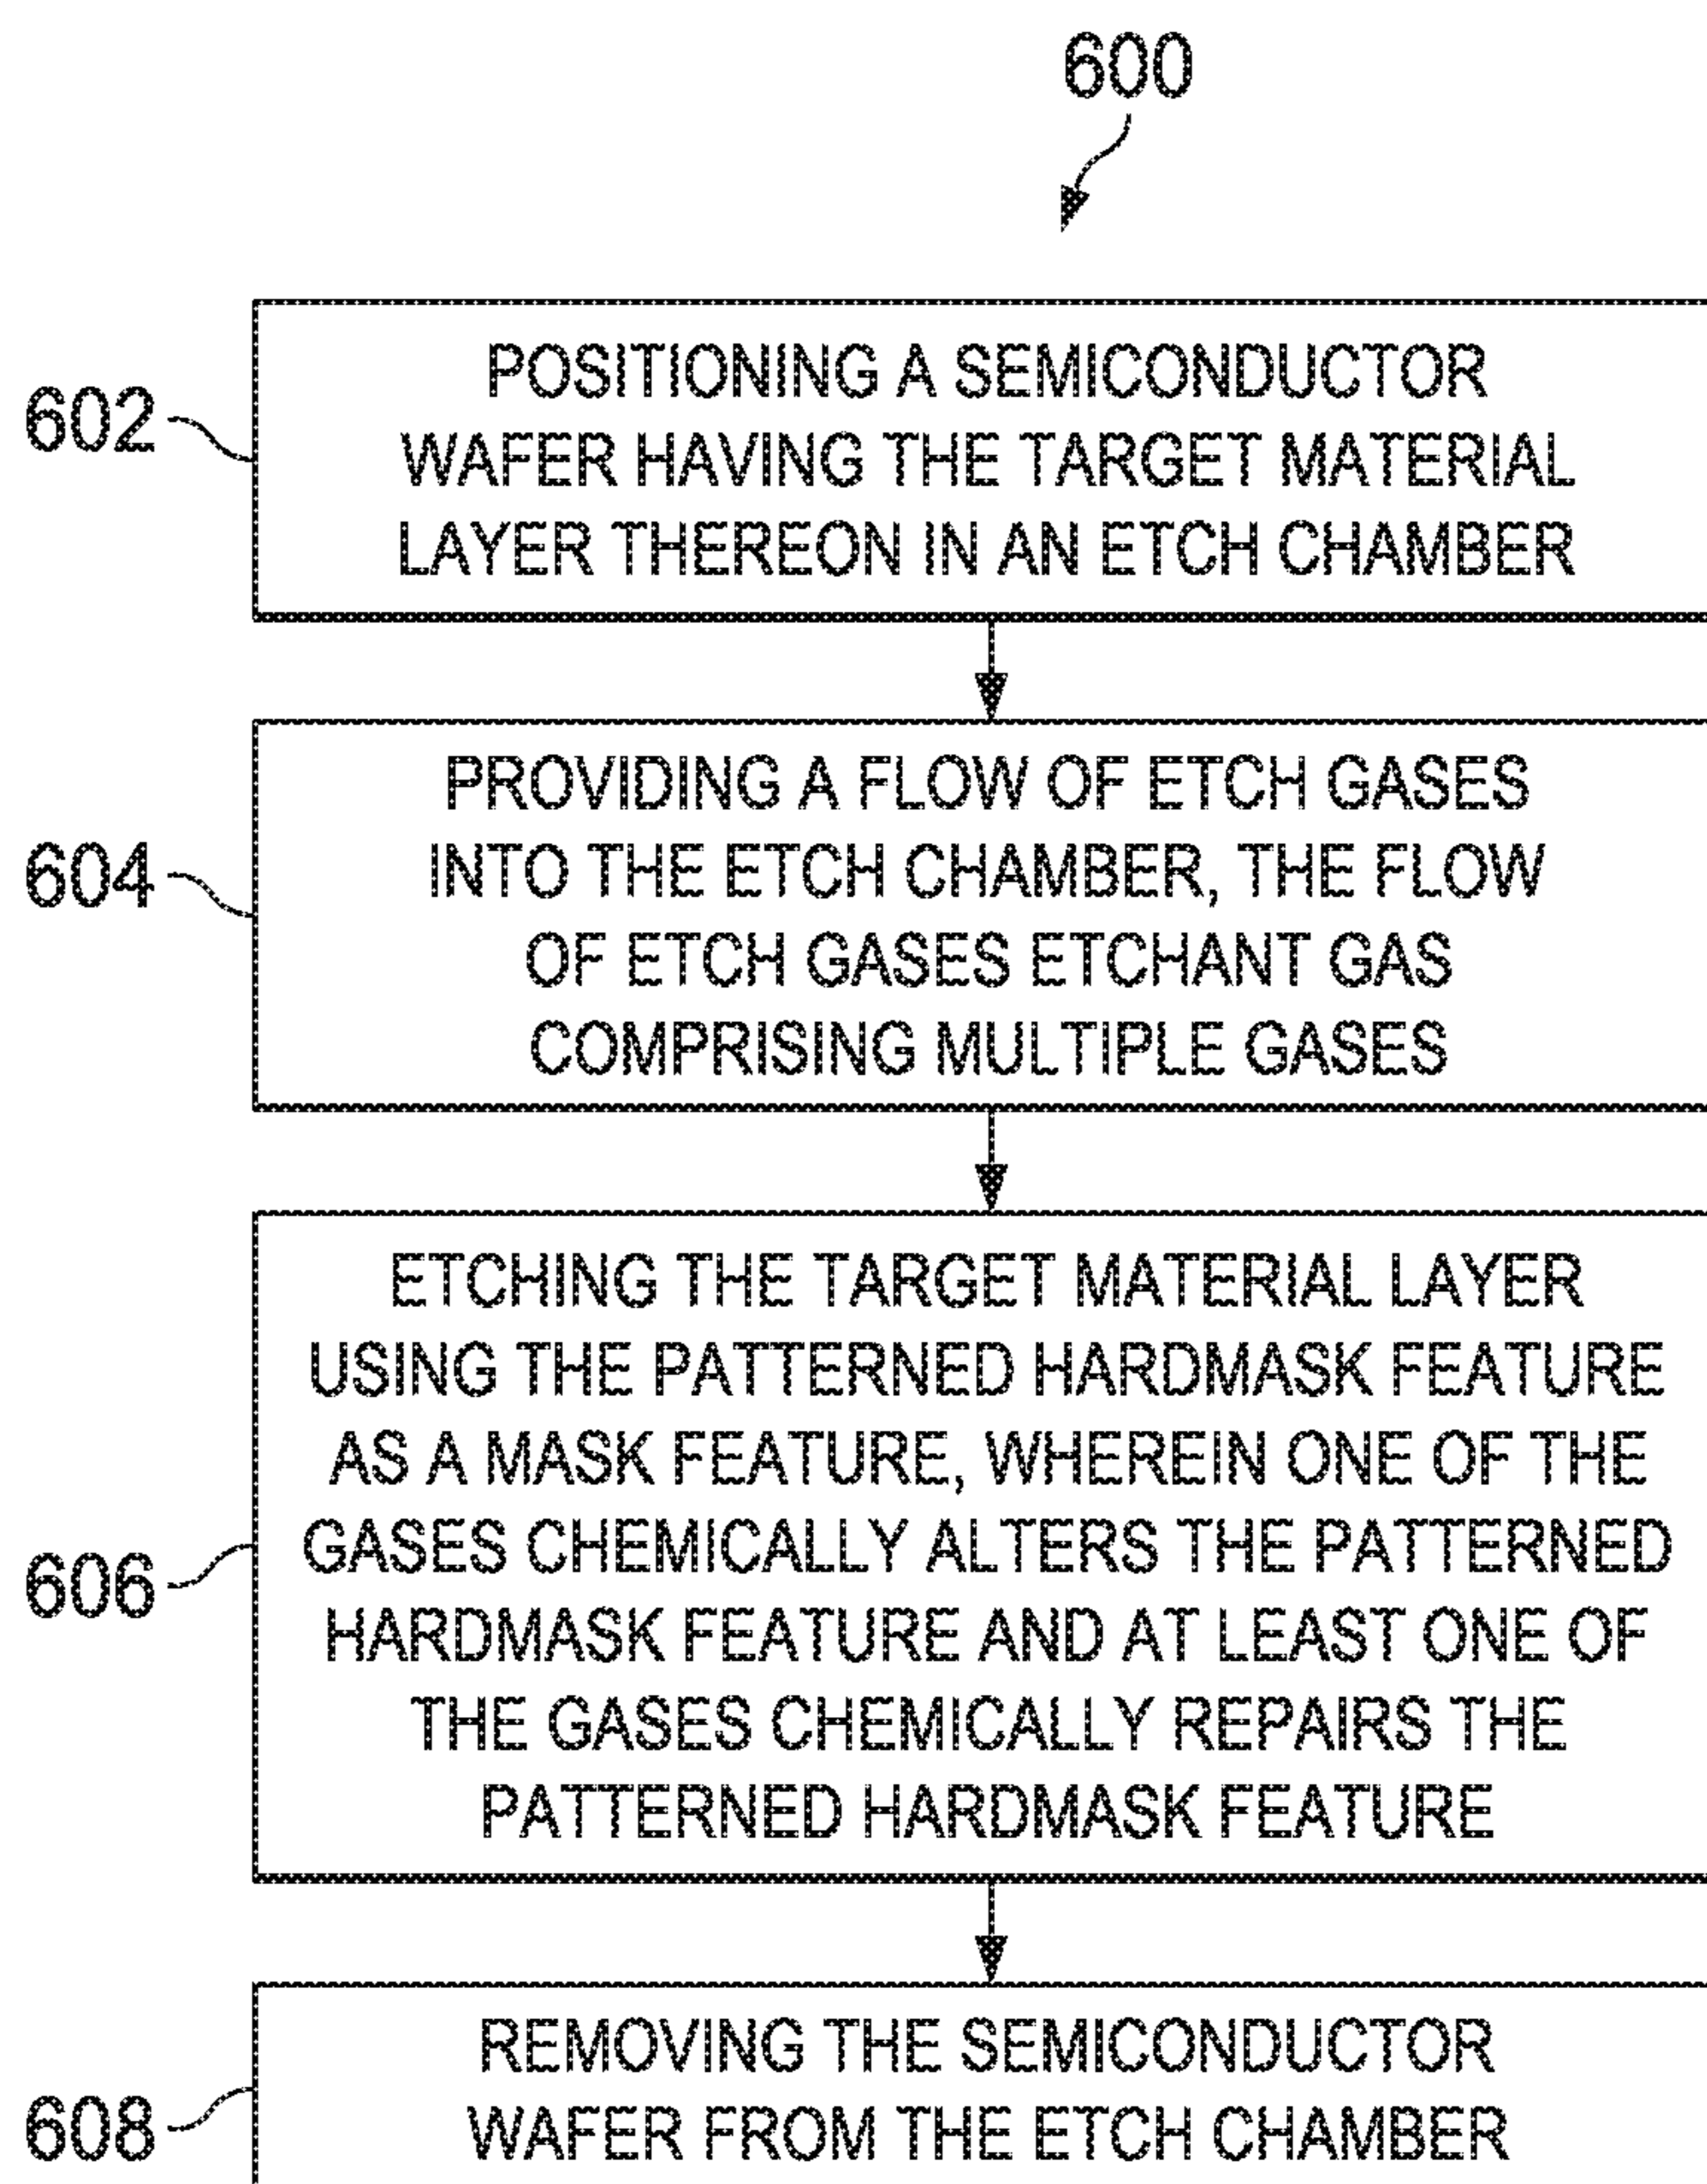 600
602
POSITIONING A SEMICONDUCTOR
WAFER HAVING THE TARGET MATERIAL
LAYER THEREON IN AN ETCH CHAMBER
604
PROVIDING A FLOW OF ETCH GASES
INTO THE ETCH CHAMBER, THE FLOW
OF ETCH GASES ETCHANT GAS
COMPRISING MULTIPLE GASES
606
ETCHING THE TARGET MATERIAL LAYER
USING THE PATTERNED HARDMASK FEATURE
AS A MASK FEATURE, WHEREIN ONE OF THE
GASES CHEMICALLY ALTERS THE PATTERNED
HARDMASK FEATURE AND AT LEAST ONE OF
THE GASES CHEMICALLY REPAIRS THE
PATTERNED HARDMASK FEATURE
608
REMOVING THE SEMICONDUCTOR
WAFER FROM THE ETCH CHAMBER